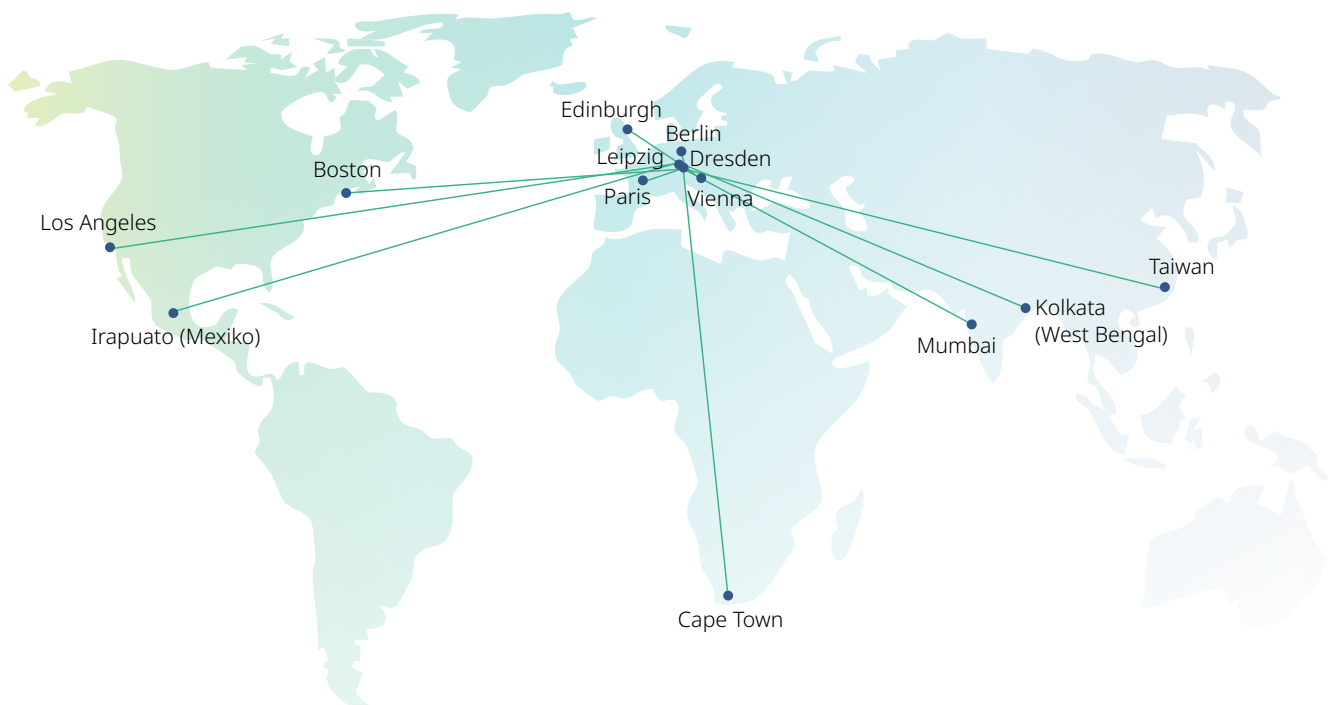 Edinburgh
Berlin
Leipzig
Dresden
Boston
Paris
Vienna
Los Angeles
Taiwan
Irapuato (Mexiko)
Kolkata
(West Bengal)
Mumbai
Cape Town